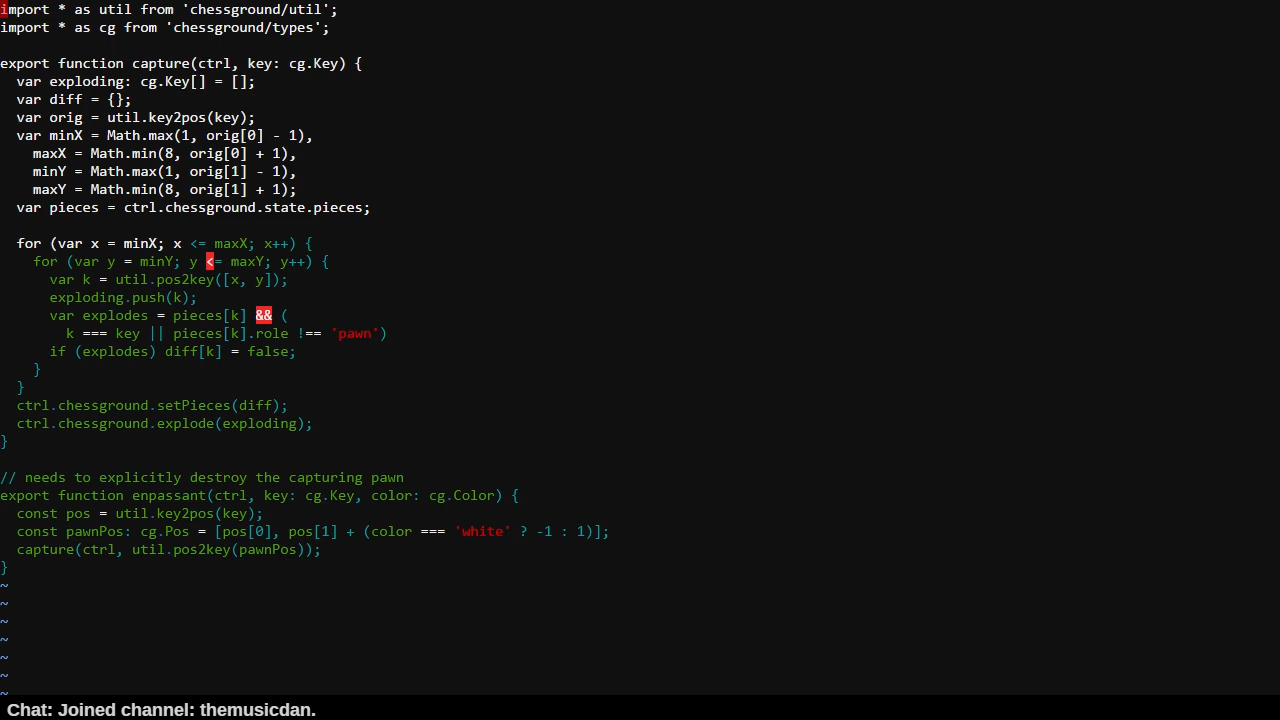 import * as util from 'chessground/util';
import * as cg from 'chessground/types';

export function capture(ctrl, key: cg.Key) {
  var exploding: cg.Key[] = [];
  var diff = {};
  var orig = util.key2pos(key);
  var minX = Math.max(1, orig[0] - 1),
    maxX = Math.min(8, orig[0] + 1),
    minY = Math.max(1, orig[1] - 1),
    maxY = Math.min(8, orig[1] + 1);
  var pieces = ctrl.chessground.state.pieces;

  for (var x = minX; x <= maxX; x++) {
    for (var y = minY; y <= maxY; y++) {
      var k = util.pos2key([x, y]);
      exploding.push(k);
      var explodes = pieces[k] && (
        k === key || pieces[k].role !== 'pawn')
      if (explodes) diff[k] = false;
    }
  }
  ctrl.chessground.setPieces(diff);
  ctrl.chessground.explode(exploding);
}

// needs to explicitly destroy the capturing pawn
export function enpassant(ctrl, key: cg.Key, color: cg.Color) {
  const pos = util.key2pos(key);
  const pawnPos: cg.Pos = [pos[0], pos[1] + (color === 'white' ? -1 : 1)];
  capture(ctrl, util.pos2key(pawnPos));
}
~
~
~
~
~
~
~
Chat: Joined channel: themusicdan.